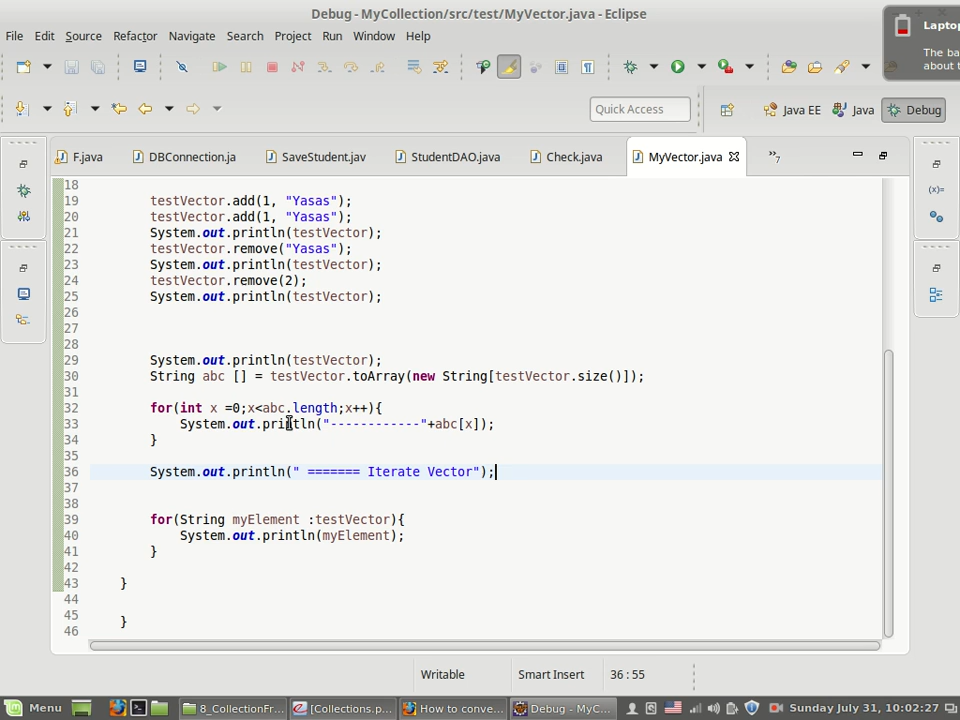 Debug - MyCollection/src/test/MyVector.java - Eclipse
Laptop
The ba
about t
File Edit Source Refactor Navigate Search Project Run Window Help
Quick Access
Java EE Java Debug
F.java DBConnection.ja SaveStudent.jav StudentDAO.java Check.java MyVector.java »7
18
19 testVector.add(1, "Yasas");
20 testVector.add(1, "Yasas");
21 System.out.println(testVector);
22 testVector.remove("Yasas");
23 System.out.println(testVector);
24 testVector.remove(2);
25 System.out.println(testVector);
26
27
28
29 System.out.println(testVector);
30 String abc [] = testVector.toArray(new String[testVector.size()]);
31
32 for(int x =0;x<abc.length;x++){
33 System.out.println("------------"+abc[x]);
34 }
35
36 System.out.println(" ======= Iterate Vector");
37
38
39 for(String myElement :testVector){
40 System.out.println(myElement);
41 }
42
43 }
44
45 }
46
Writable Smart Insert 36 : 55
Menu 8_CollectionFr... [Collections.p... How to conve... Debug - MyC... Sunday July 31, 10:02:27